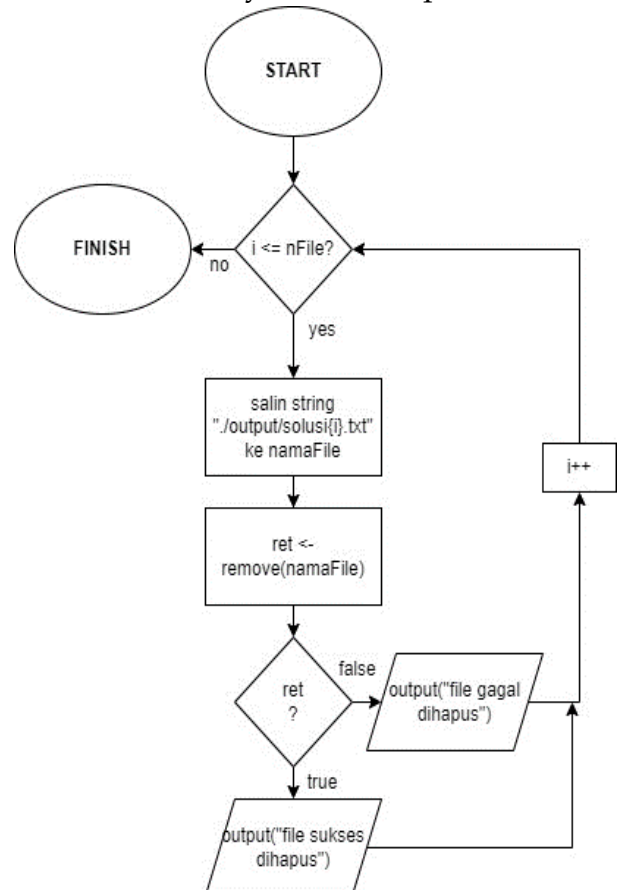 START
i <= nFile?
FINISH
no
yes
salin string
"./output/solusi{i}.txt"
ke namaFile
i++
ret <-
remove(namaFile)
ret
?
false
output("file gagal
dihapus")
true
output("file sukses
dihapus")